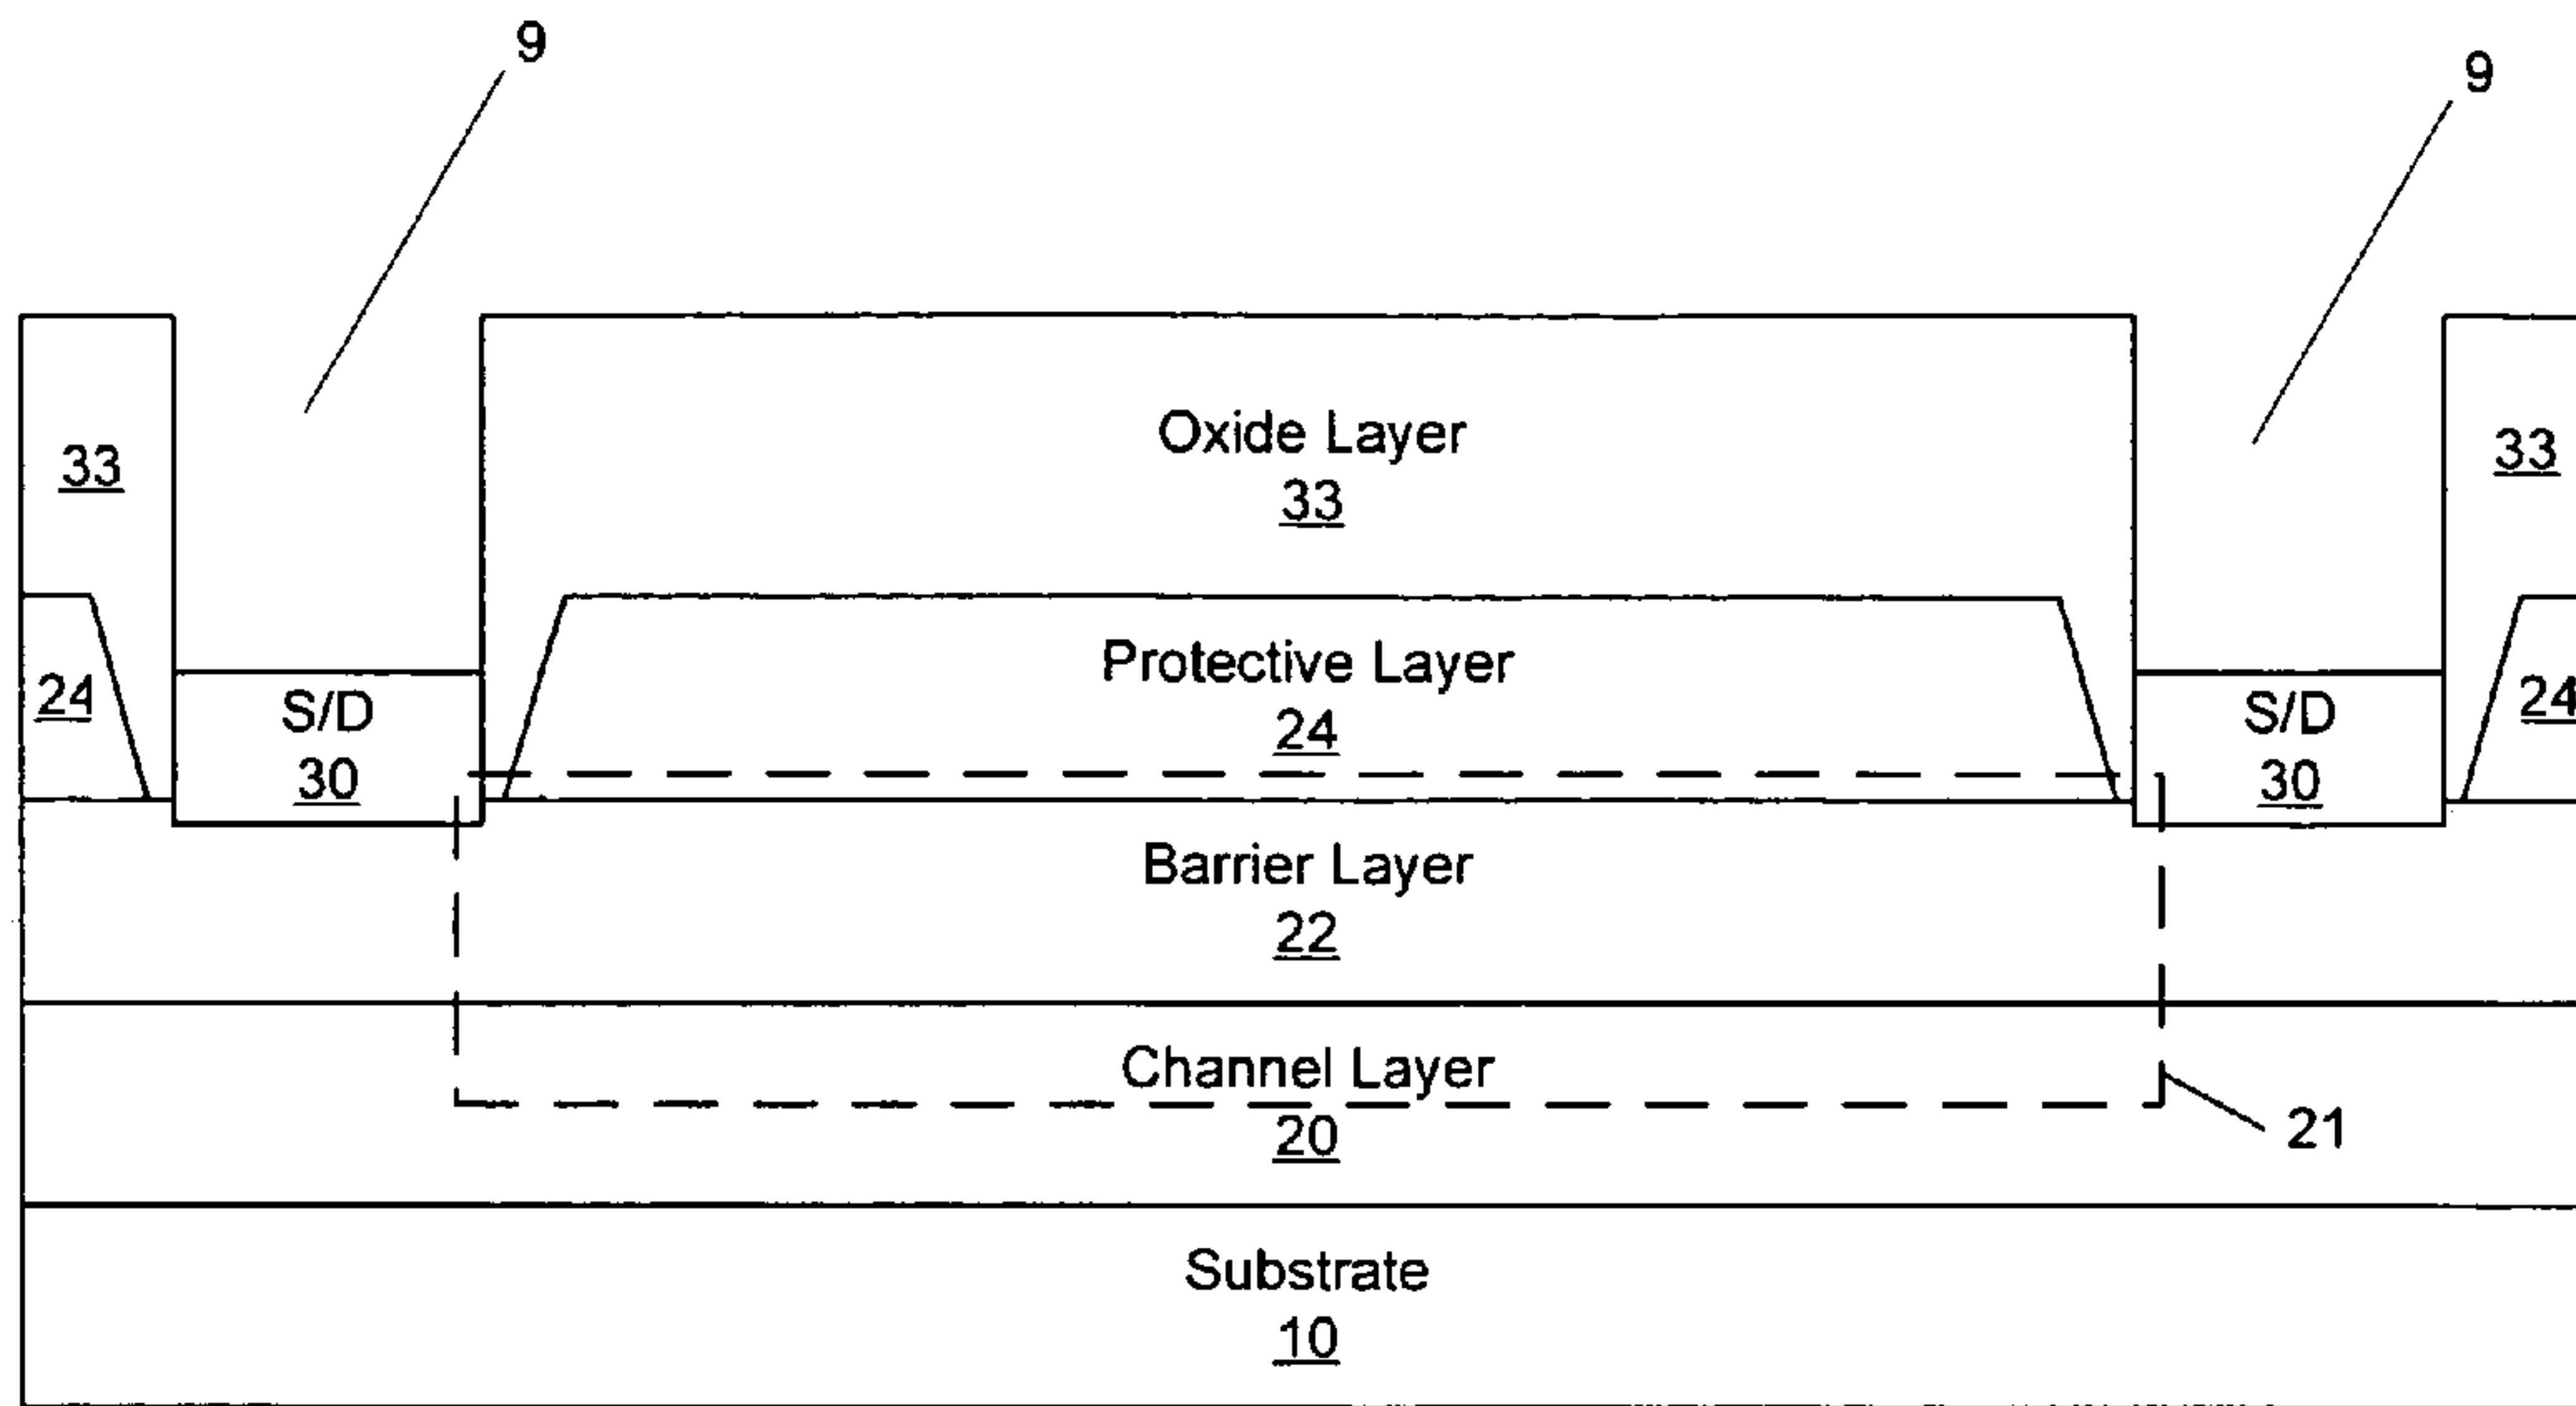 9
9
Oxide Layer
33
33
33
Protective Layer
24
24
24
S/D
30
S/D
30
Barrier Layer
22
Channel Layer
20
21
Substrate
10